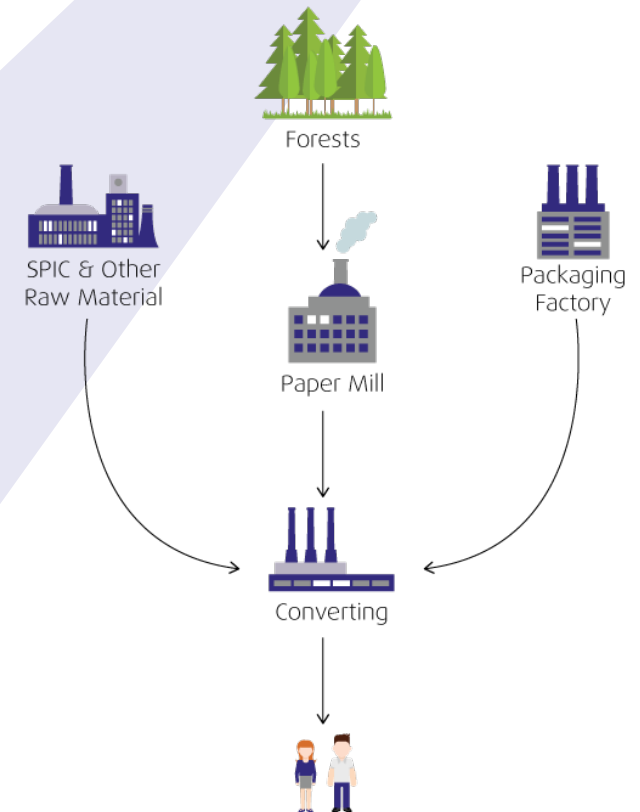 Forests
SPIC & Other
Raw Material
Packaging
Factory
Paper Mill
Converting